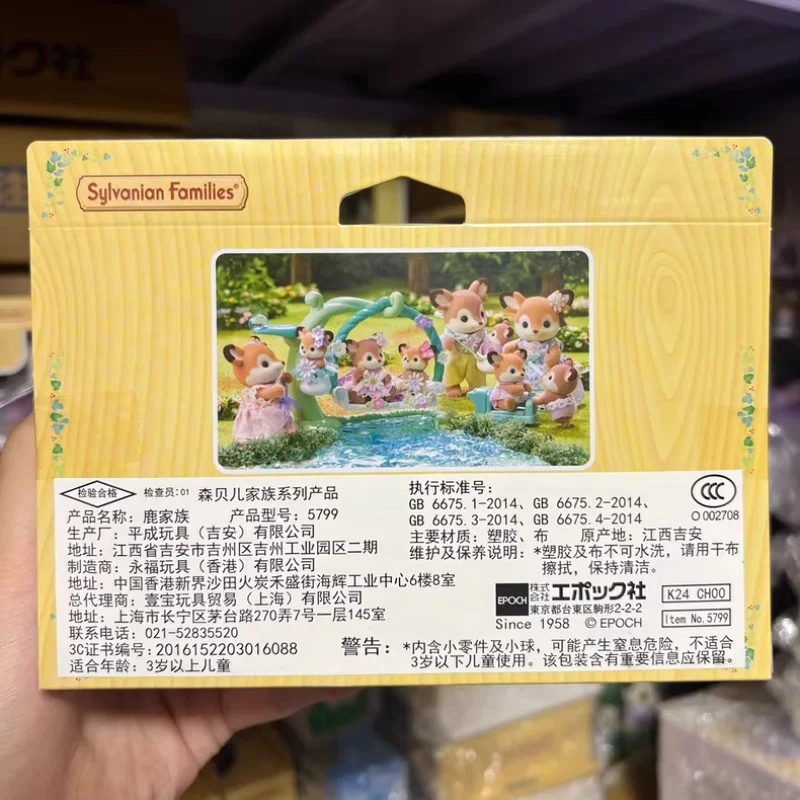 ック社
Sylvanian Families®
检验合格 检查员:01 森贝儿家族系列产品
产品名称: 鹿家族 产品型号: 5799
生产厂: 平成玩具（吉安）有限公司
地址: 江西省吉安市吉州区吉州工业园区二期
制造商: 永福玩具（香港）有限公司
地址: 中国香港新界沙田火炭禾盛街海辉工业中心6楼8室
总代理商: 壹宝玩具贸易（上海）有限公司
地址: 上海市长宁区茅台路270弄7号一层145室
联系电话: 021-52835520
3C证书编号: 2016152203016088
适合年龄: 3岁以上儿童
执行标准号:
GB 6675.1-2014、GB 6675.2-2014、
GB 6675.3-2014、GB 6675.4-2014
主要材质: 塑胶、布 原产地: 江西吉安
维护及保养说明: *塑胶及布不可水洗，请用干布
擦拭，保持清洁。
CCC
O 002708
EPOCH 株式会社エポック社
東京都台東区駒形2-2-2
Since 1958 © EPOCH
K24 CH00
Item No.5799
警告: *内含小零件及小球，可能产生窒息危险，不适合
3岁以下儿童使用。该包装含有重要信息应保留。